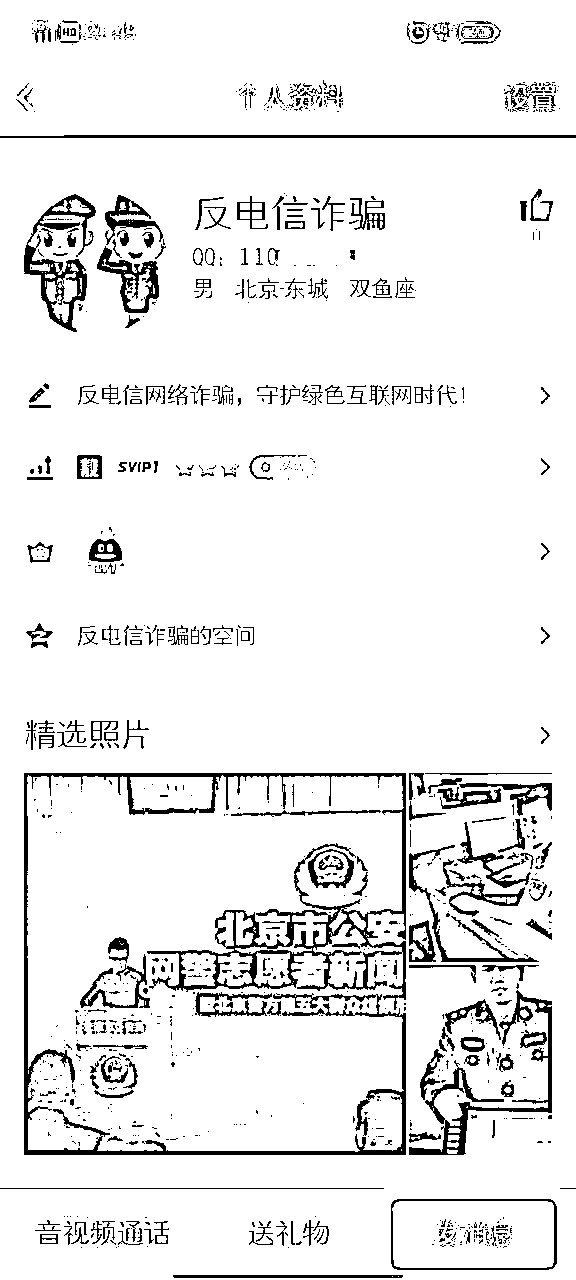 个人资料
设置
反电信诈骗
QQ：110
男 北京-东城 双鱼座
反电信网络诈骗，守护绿色互联网时代！
SVIP1
反电信诈骗的空间
精选照片
北京市公安
网警志愿者新闻
音视频通话
送礼物
发消息